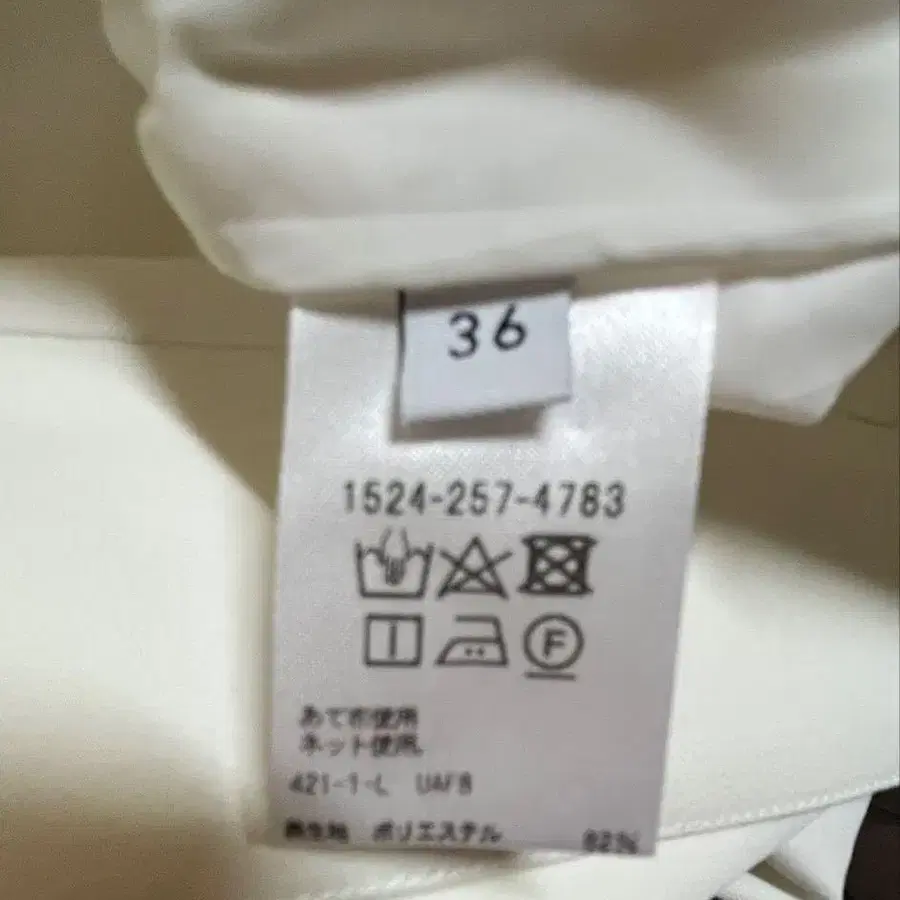 36
1524-257-4783
F
あて布使用
ネット使用
421-1-L UAFB
表生地 ポリエステル 82%